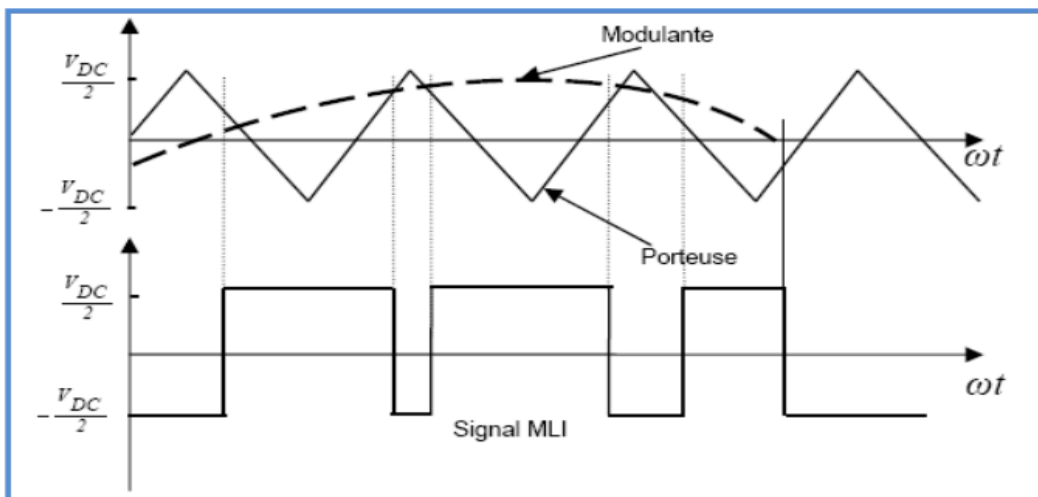 Modulante
V_DC/2
ωt
-V_DC/2
Porteuse
V_DC/2
ωt
-V_DC/2
Signal MLI